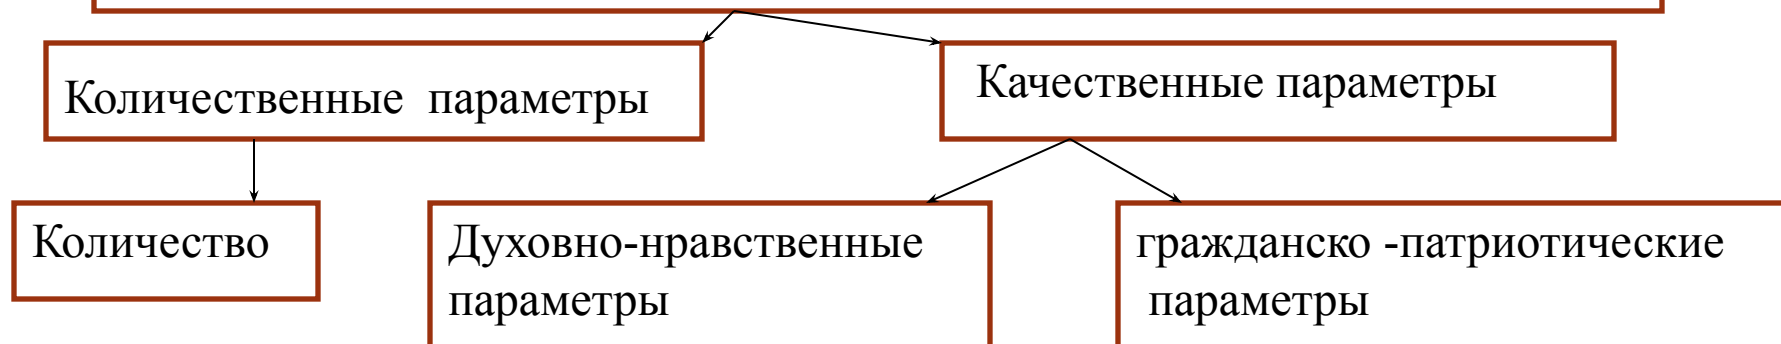 Количественные параметры
Качественные параметры
Количество
Духовно-нравственные
параметры
гражданско -патриотические
параметры